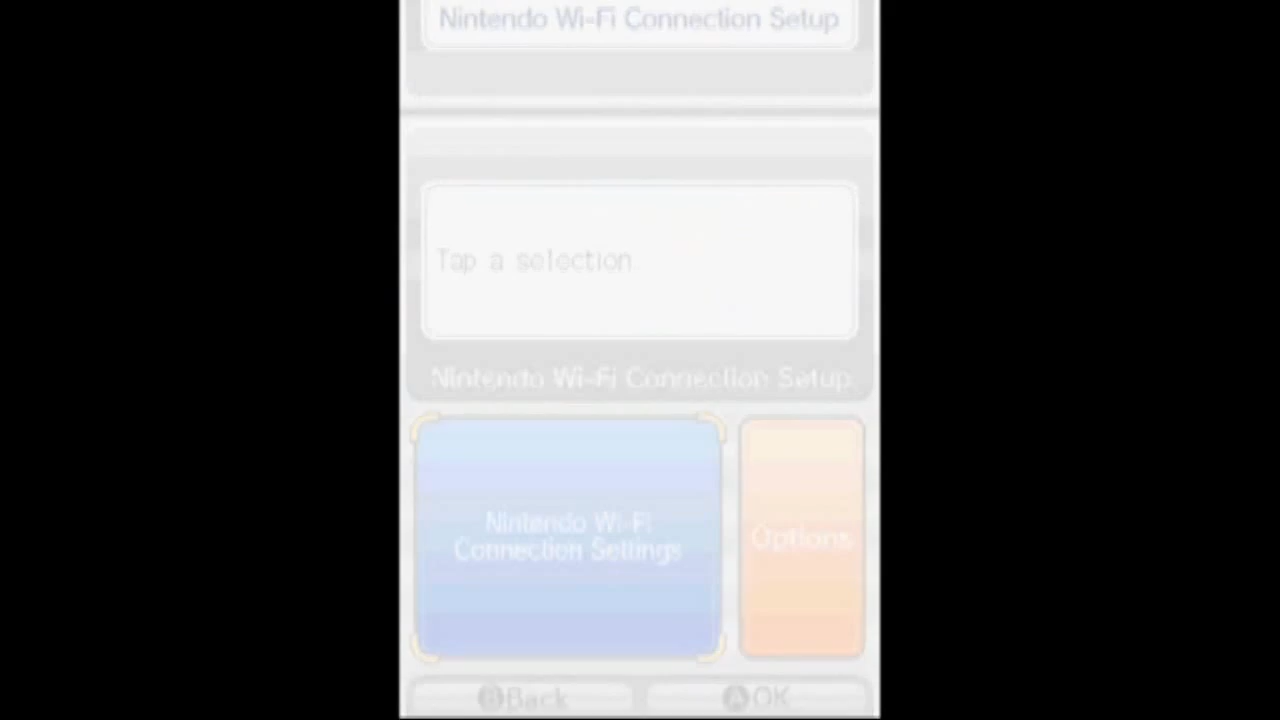 Nintendo Wi-Fi Connection Setup
Tap a selection.
Nintendo Wi-Fi Connection Setup
Nintendo Wi-Fi
Connection Settings
Options
B Back
A OK